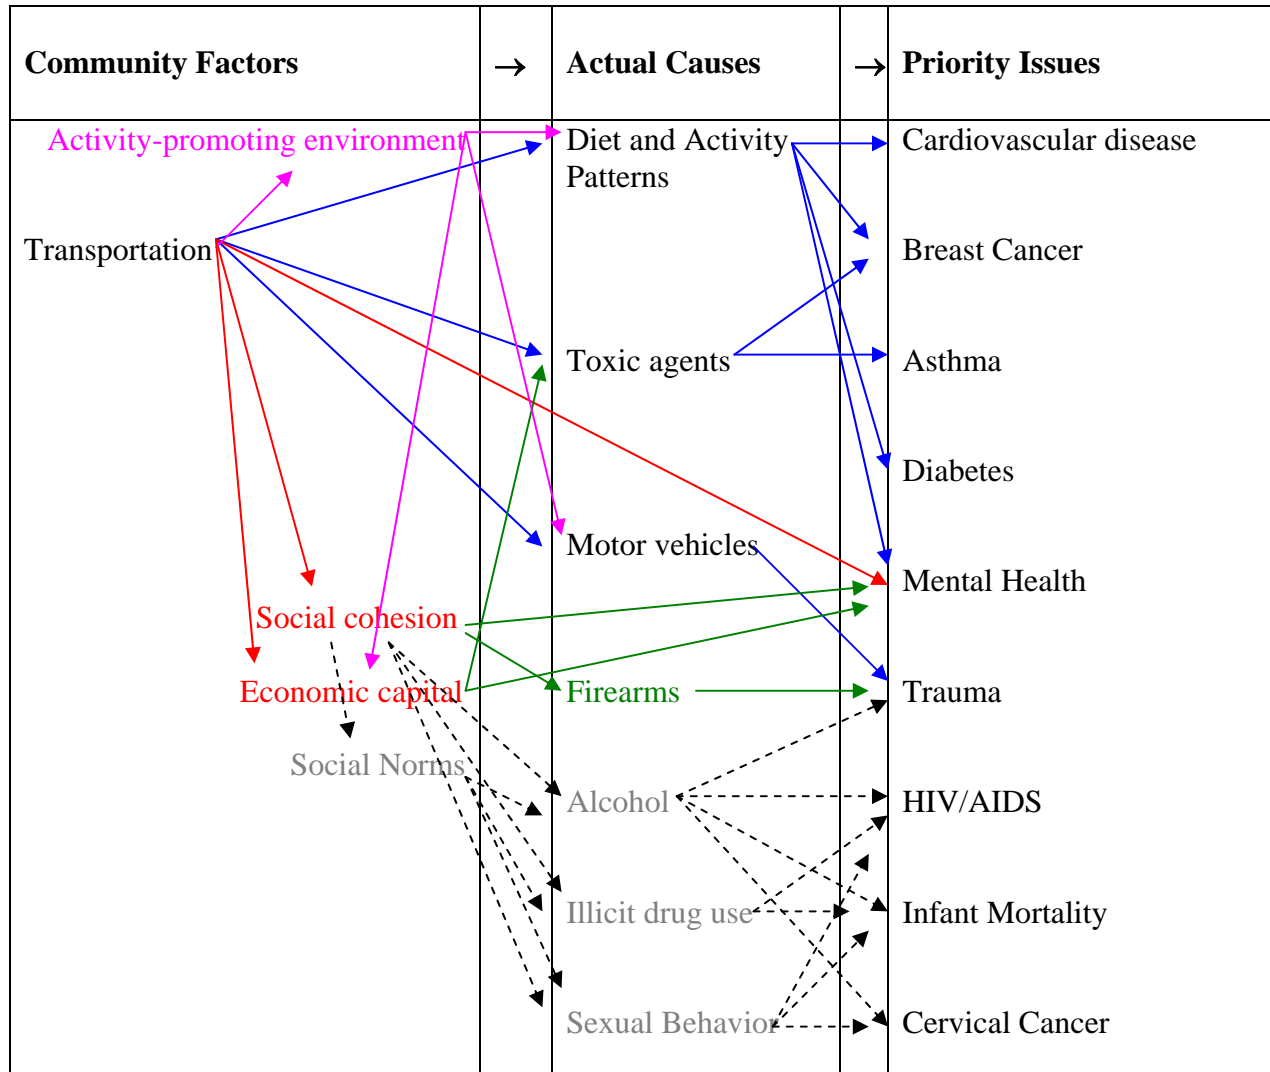 Community Factors → Actual Causes → Priority Issues
Activity-promoting environment Diet and Activity Cardiovascular disease
Patterns
Transportation Breast Cancer
Toxic agents Asthma
Diabetes
Motor vehicles
Mental Health
Social cohesion
Economic capital Firearms Trauma
Social Norms
Alcohol HIV/AIDS
Illicit drug use Infant Mortality
Sexual Behavior Cervical Cancer